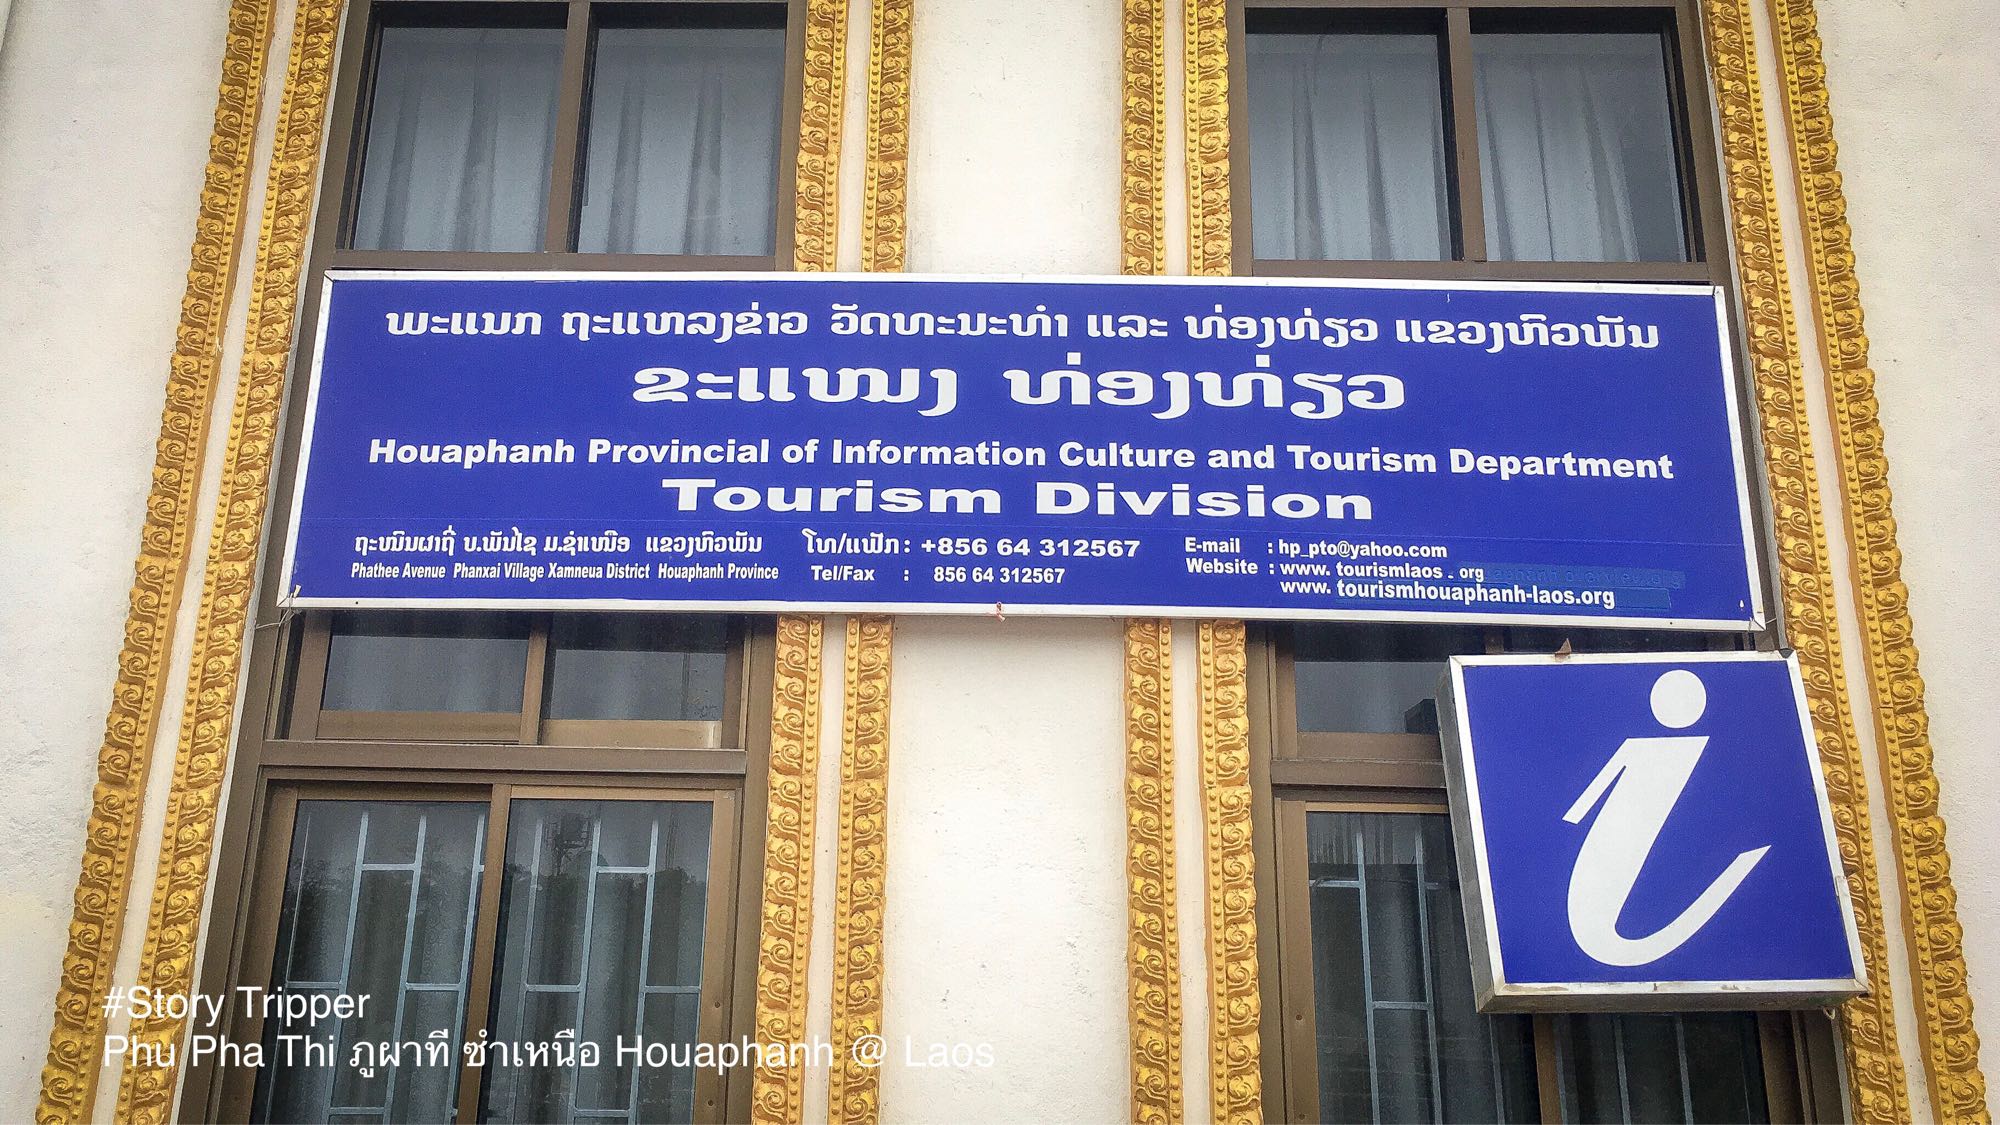 ພະແນກ ຖະແຫລງຂ່າວ ວັດທະນະທຳ ແລະ ທ່ອງທ່ຽວ ແຂວງຫົວພັນ
ຂະແໜງ ທ່ອງທ່ຽວ
Houaphanh Provincial of Information Culture and Tourism Department
Tourism Division
ຖະໜົນຜາຖີ່ ບ.ພັນໄຊ ມ.ຊຳເໜືອ ແຂວງຫົວພັນ ໂທ/ແຟັກ : +856 64 312567 E-mail : hp_pto@yahoo.com
Phathee Avenue Phanxai Village Xamneua District Houaphanh Province Tel/Fax : 856 64 312567 Website : www. tourismlaos . org
www. tourismhouaphanh-laos.org
i
#Story Tripper
Phu Pha Thi ภูผาที ซำเหนือ Houaphanh @ Laos